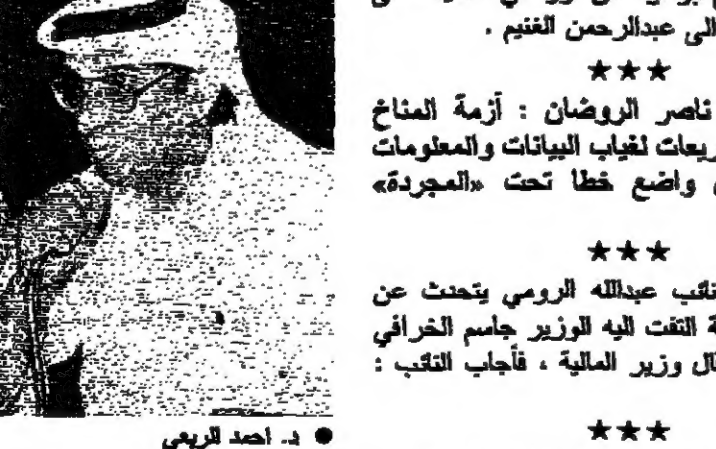 الى عبدالرحمن الغنيم .
★★★
ناصر الروضان : أزمة المناخ
ريعات لغياب البيانات والمعلومات
واضع خطا تحت «المجردة»
★★★
نائب عبدالله الرومي يتحدث عن
ة التفت اليه الوزير جاسم الخرافي
قال وزير المالية ، فأجاب النائب :
★★★
● د. احمد الربعي